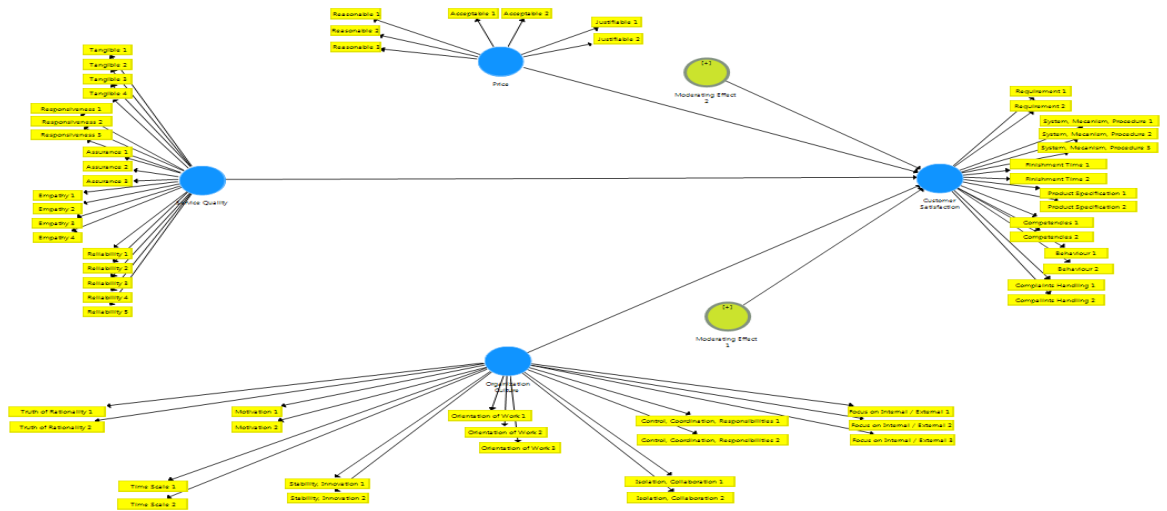 Reasonable 1
Reasonable 2
Reasonable 3
Acceptable 1
Acceptable 2
Justifiable 1
Justifiable 2
Price
[+]
Moderating Effect
2
Tangible 1
Tangible 2
Tangible 3
Tangible 4
Responsiveness 1
Responsiveness 2
Responsiveness 3
Assurance 1
Assurance 2
Assurance 3
Empathy 1
Empathy 2
Empathy 3
Empathy 4
Reliability 1
Reliability 2
Reliability 3
Reliability 4
Reliability 5
Service Quality
Requirement 1
Requirement 2
System, Mecanism, Procedure 1
System, Mecanism, Procedure 2
System, Mecanism, Procedure 3
Finishment Time 1
Finishment Time 2
Product Specification 1
Product Specification 2
Competencies 1
Competencies 2
Behaviour 1
Behaviour 2
Complaints Handling 1
Compalints Handling 2
Customer
Satisfaction
[+]
Moderating Effect
1
Organization
Culture
Truth of Rationality 1
Truth of Rationality 2
Motivation 1
Motivation 2
Orientation of Work 1
Orientation of Work 2
Orientation of Work 3
Control, Coordination, Responsibilities 1
Control, Coordination, Responsibilities 2
Focus on Internal / External 1
Focus on Internal / External 2
Focus on Internal / External 3
Time Scale 1
Time Scale 2
Stability, Innovation 1
Stability, Innovation 2
Isolation, Collaboration 1
Isolation, Collaboration 2